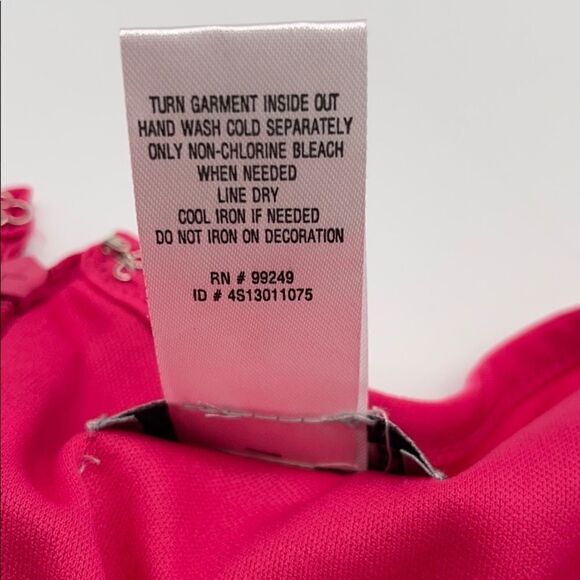 TURN GARMENT INSIDE OUT
HAND WASH COLD SEPARATELY
ONLY NON-CHLORINE BLEACH
WHEN NEEDED
LINE DRY
COOL IRON IF NEEDED
DO NOT IRON ON DECORATION
RN # 99249
ID # 4S13011075